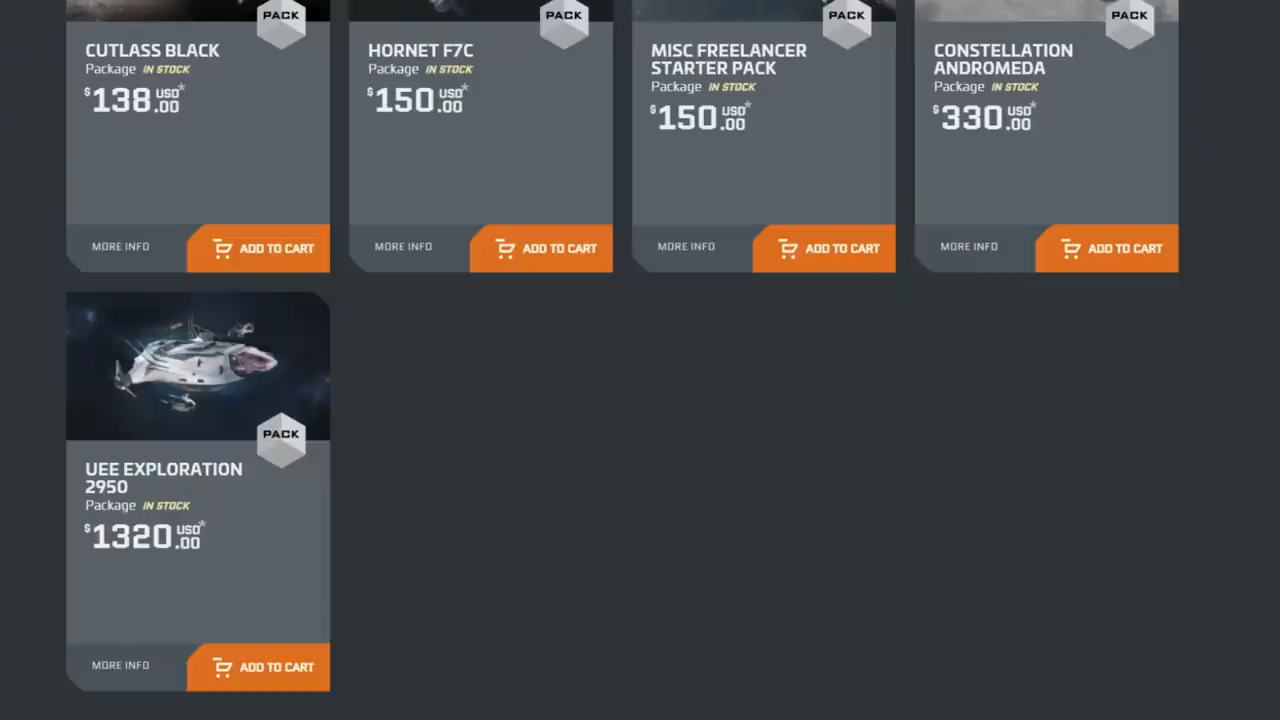 PACK
CUTLASS BLACK
Package IN STOCK
$138.00 USD*
MORE INFO
ADD TO CART
PACK
HORNET F7C
Package IN STOCK
$150.00 USD*
MORE INFO
ADD TO CART
PACK
MISC FREELANCER
STARTER PACK
Package IN STOCK
$150.00 USD*
MORE INFO
ADD TO CART
PACK
CONSTELLATION
ANDROMEDA
Package IN STOCK
$330.00 USD*
MORE INFO
ADD TO CART
PACK
UEE EXPLORATION
2950
Package IN STOCK
$1320.00 USD*
MORE INFO
ADD TO CART